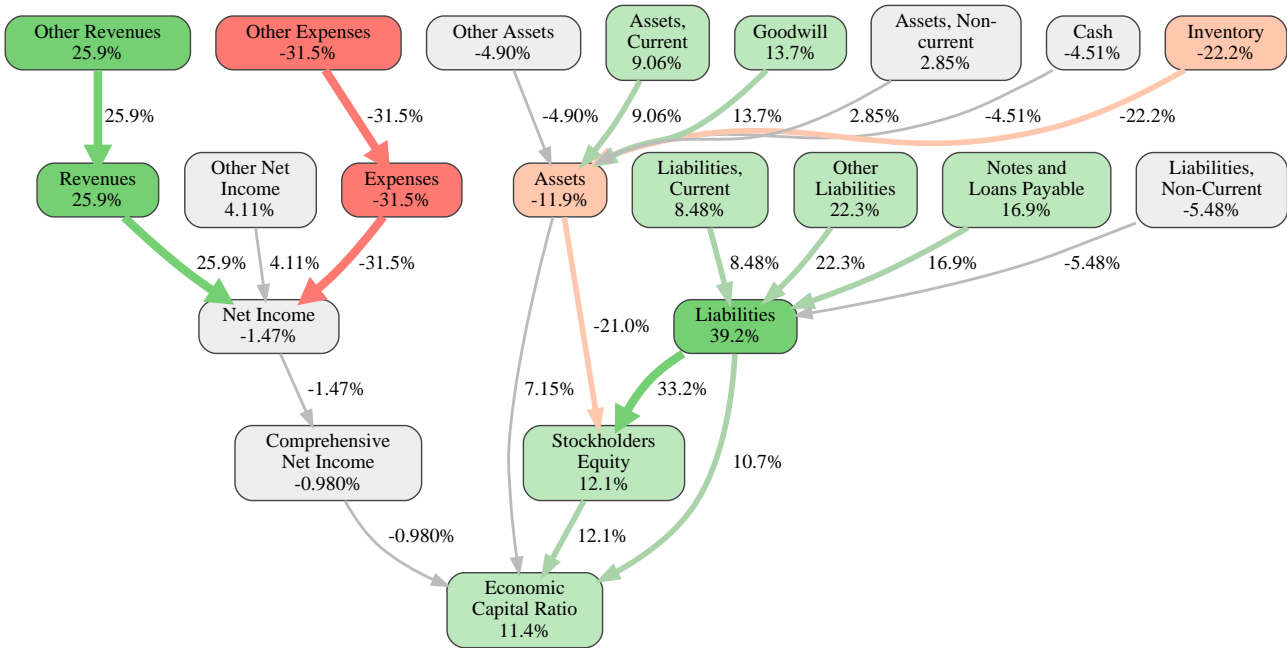 Other Revenues
25.9%
Other Expenses
-31.5%
Other Assets
-4.90%
Assets,
Current
9.06%
Goodwill
13.7%
Assets, Non-
current
2.85%
Cash
-4.51%
Inventory
-22.2%
25.9%
-31.5%
-4.90%
9.06%
13.7%
2.85%
-4.51%
-22.2%
Revenues
25.9%
Other Net
Income
4.11%
Expenses
-31.5%
Assets
-11.9%
Liabilities,
Current
8.48%
Other
Liabilities
22.3%
Notes and
Loans Payable
16.9%
Liabilities,
Non-Current
-5.48%
25.9%
4.11%
-31.5%
8.48%
22.3%
16.9%
-5.48%
Net Income
-1.47%
-21.0%
Liabilities
39.2%
-1.47%
7.15%
33.2%
Comprehensive
Net Income
-0.980%
Stockholders
Equity
12.1%
10.7%
-0.980%
12.1%
Economic
Capital Ratio
11.4%